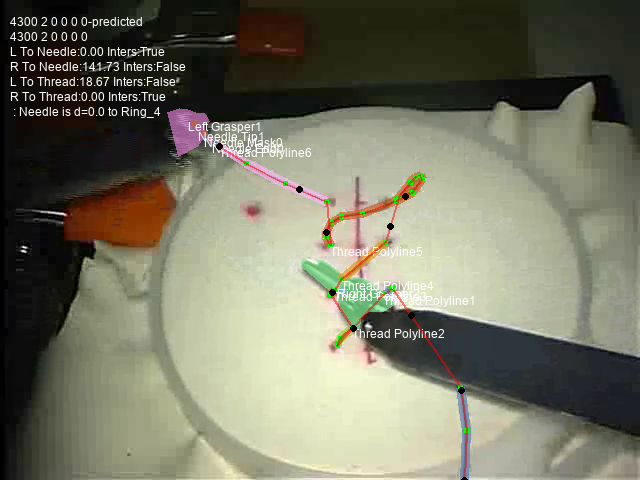 4300 2 0 0 0 0-predicted
4300 2 0 0 0 0
L To Needle:0.00 Inters:True
R To Needle:141.73 Inters:False
L To Thread:18.67 Inters:False
R To Thread:0.00 Inters:True
: Needle is d=0.0 to Ring_4
Left Grasper1
Needle Tip1
Needle Mask0
Thread Polyline6
Thread Polyline5
Thread Polyline4
Thread Polyline1
Thread Polyline2